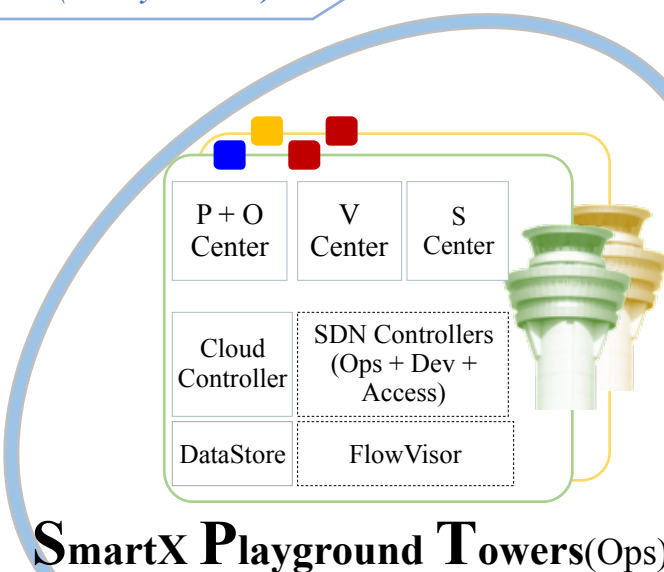 P + O
Center
V
Center
S
Center
Cloud
Controller
SDN Controllers
(Ops + Dev +
Access)
DataStore
FlowVisor
SmartX Playground Towers(Ops)